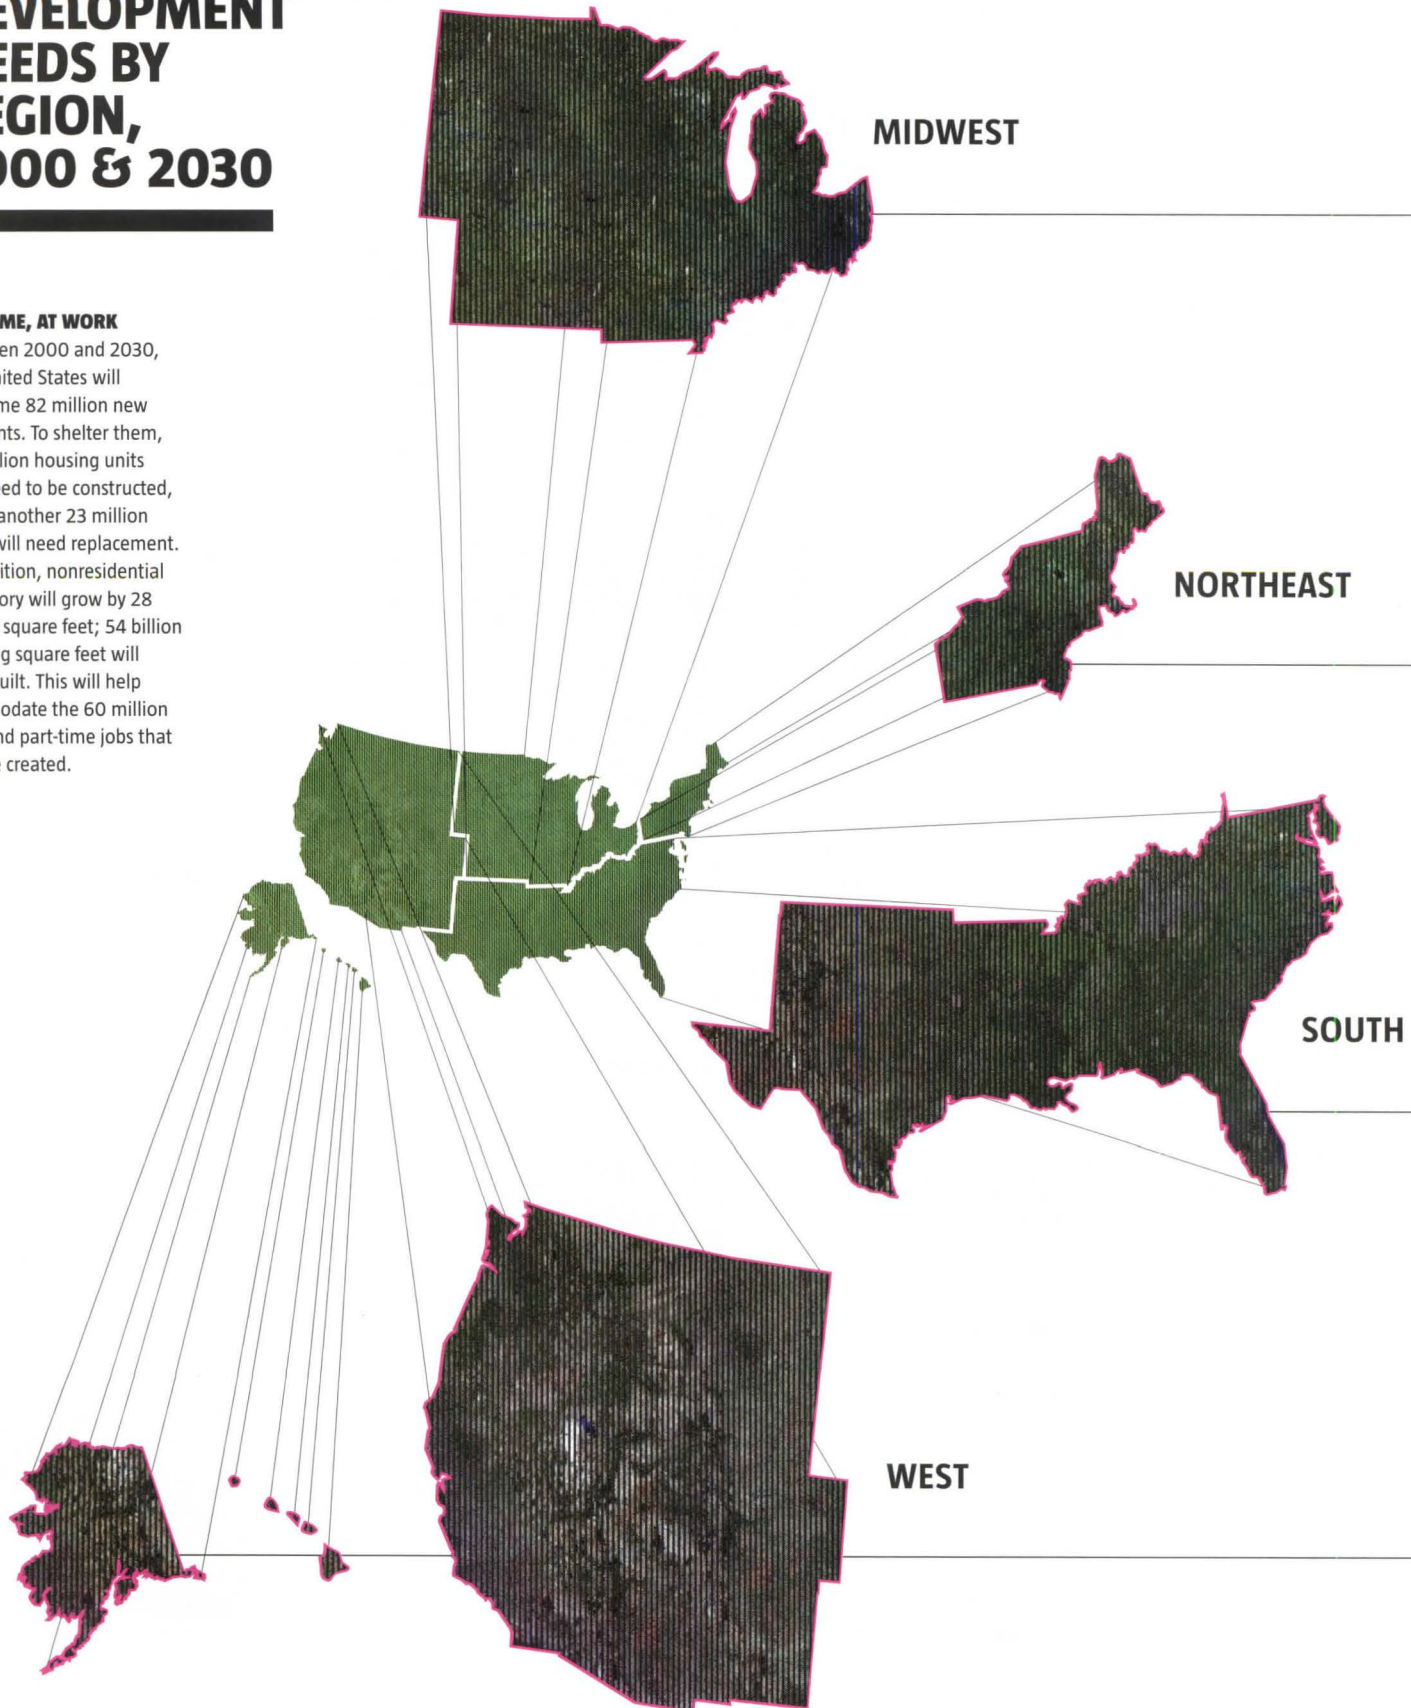 EVELOPMENT
EEDS BY
EGION,
000 & 2030
ME, AT WORK
en 2000 and 2030,
nited States will
me 82 million new
nts. To shelter them,
lion housing units
eed to be constructed,
another 23 million
will need replacement.
ition, nonresidential
ory will grow by 28
square feet; 54 billion
g square feet will
uilt. This will help
odate the 60 million
nd part-time jobs that
e created.
MIDWEST
NORTHEAST
SOUTH
WEST